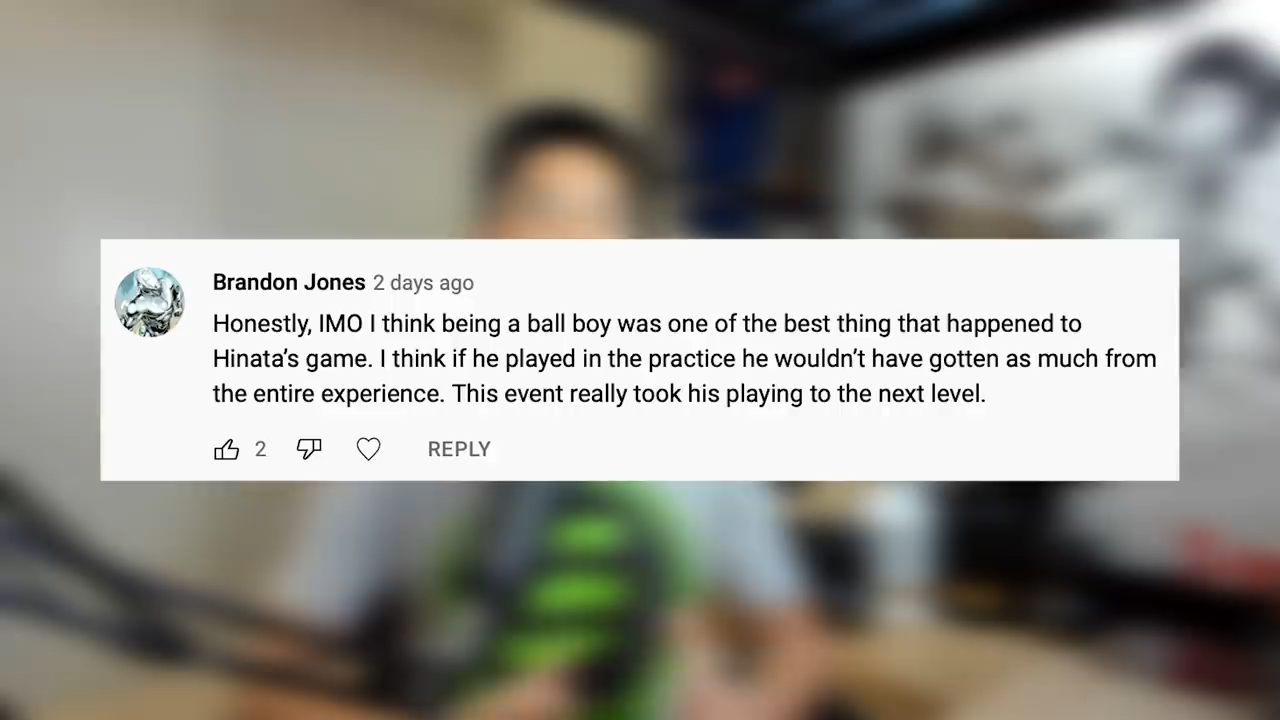 Brandon Jones 2 days ago
Honestly, IMO I think being a ball boy was one of the best thing that happened to
Hinata's game. I think if he played in the practice he wouldn't have gotten as much from
the entire experience. This event really took his playing to the next level.
2 REPLY